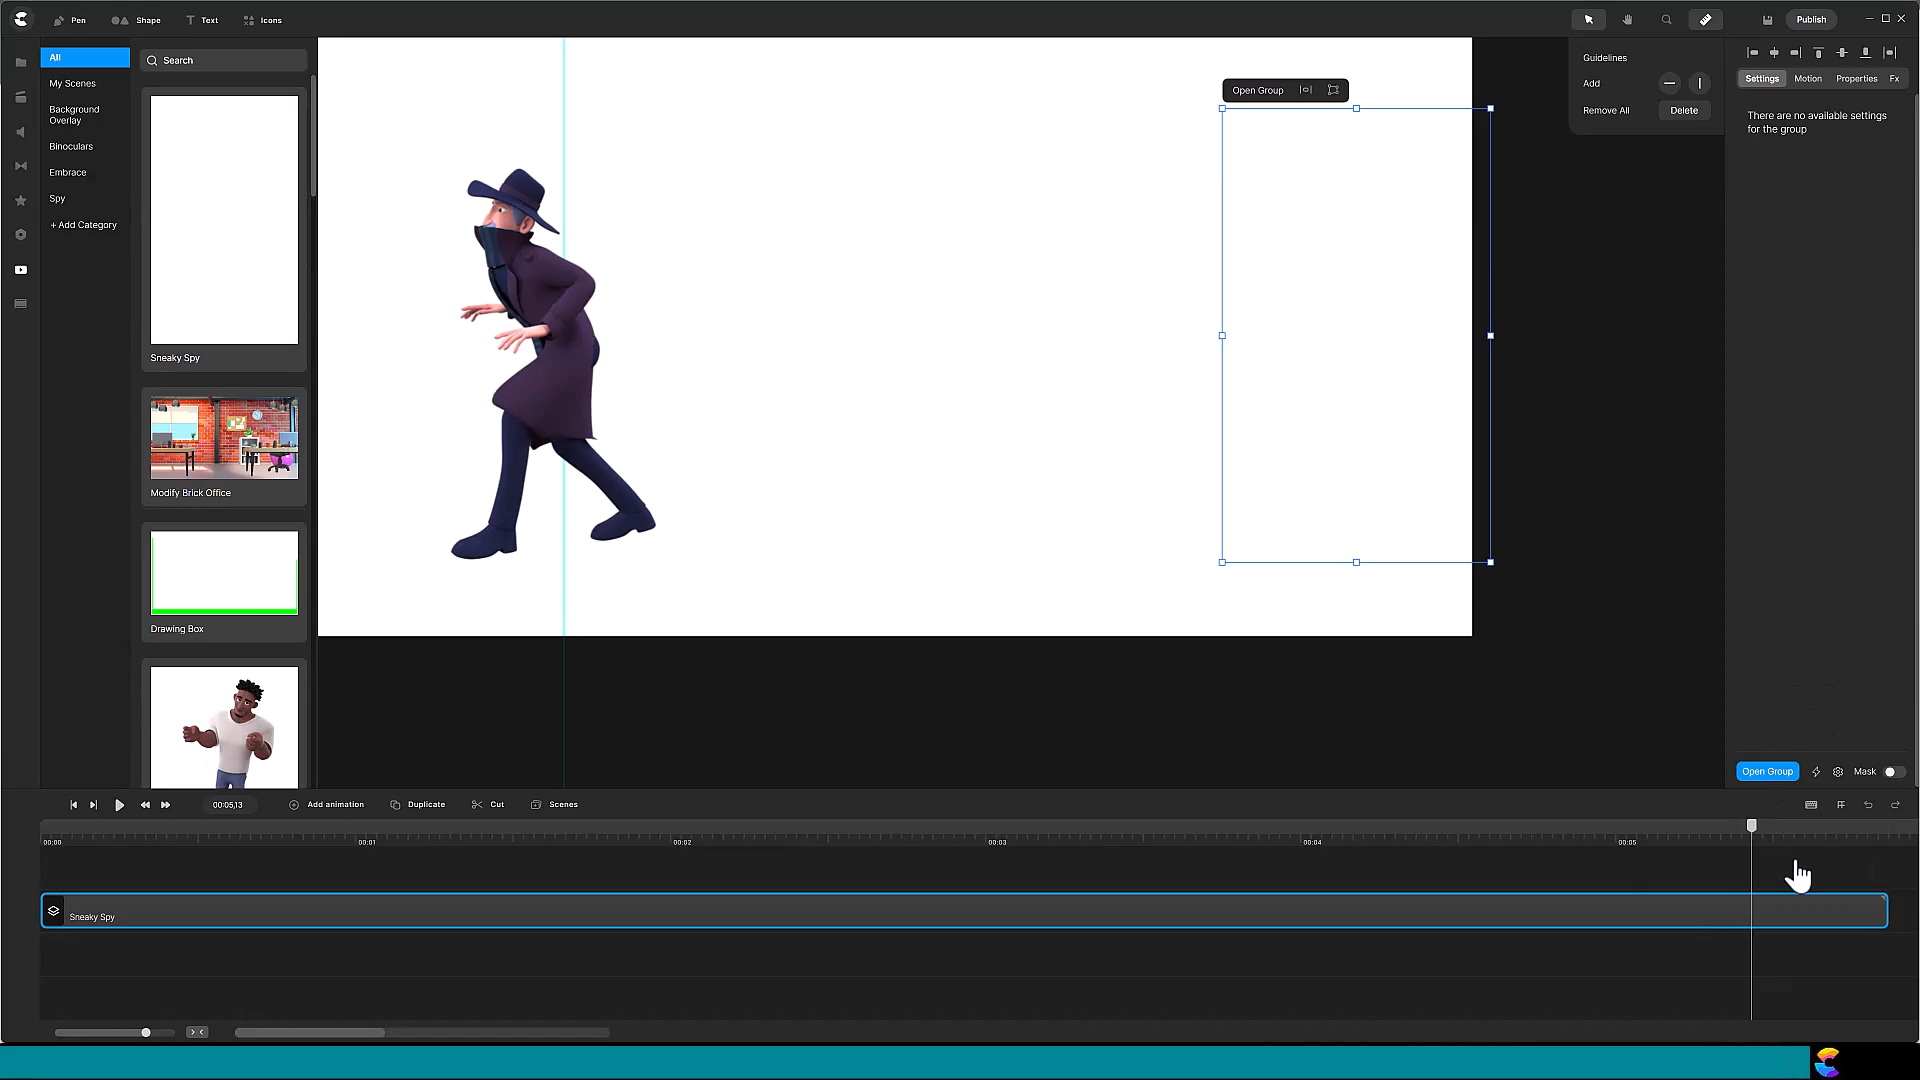 Pen
Shape
Text
Icons
Publish
All
Search
My Scenes
Background
Overlay
Binoculars
Embrace
Spy
+ Add Category
Sneaky Spy
Modify Brick Office
Drawing Box
Open Group
Guidelines
Add
Remove All
Delete
Settings
Motion
Properties
Fx
There are no available settings
for the group
Open Group
Mask
00:05,13
Add animation
Duplicate
Cut
Scenes
00:00
00:01
00:02
00:03
00:04
00:05
Sneaky Spy